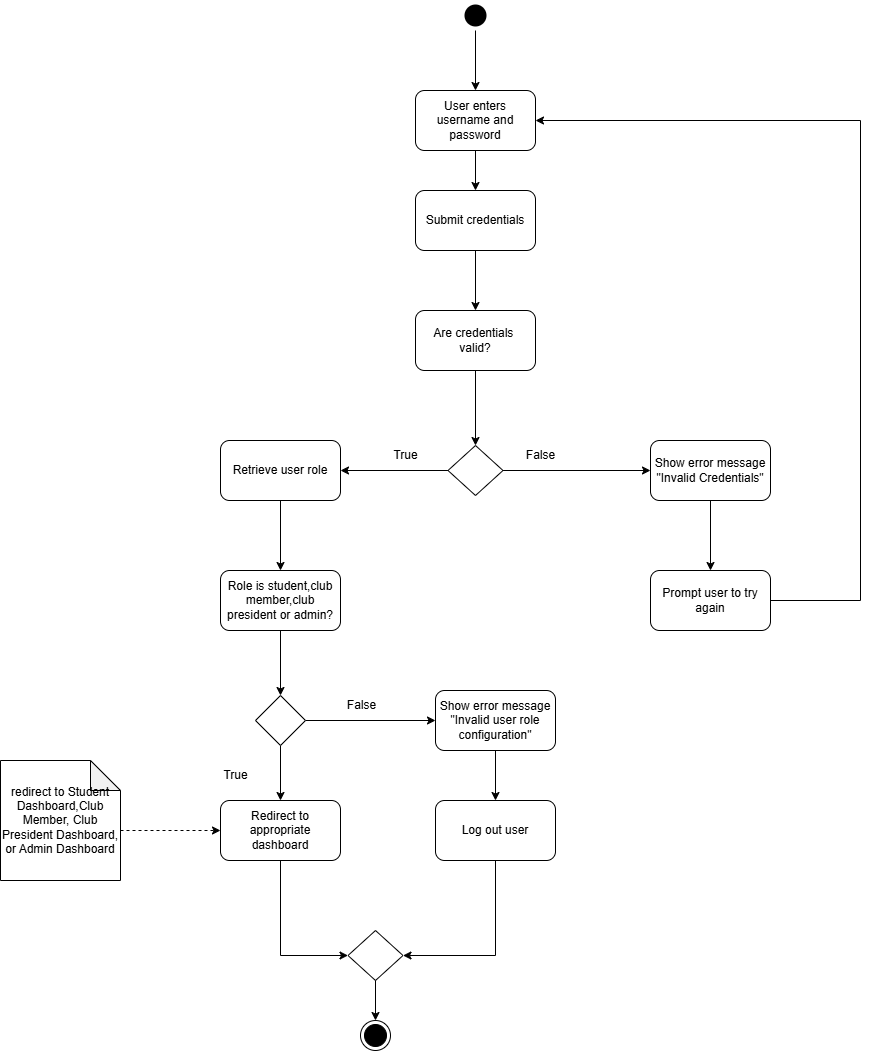 User enters
username and
password
Submit credentials
Are credentials
valid?
True
False
Retrieve user role
Show error message
"Invalid Credentials"
Role is student,club
member,club
president or admin?
Prompt user to try
again
False
Show error message
"Invalid user role
configuration"
True
redirect to Student
Dashboard,Club
Member, Club
President Dashboard,
or Admin Dashboard
Redirect to
appropriate
dashboard
Log out user